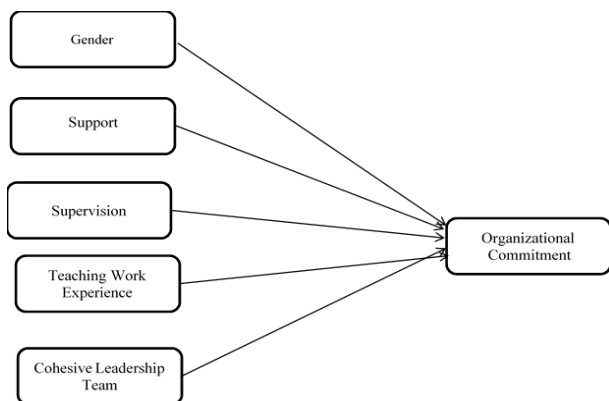 Gender
Support
Supervision
Organizational
Commitment
Teaching Work
Experience
Cohesive Leadership
Team